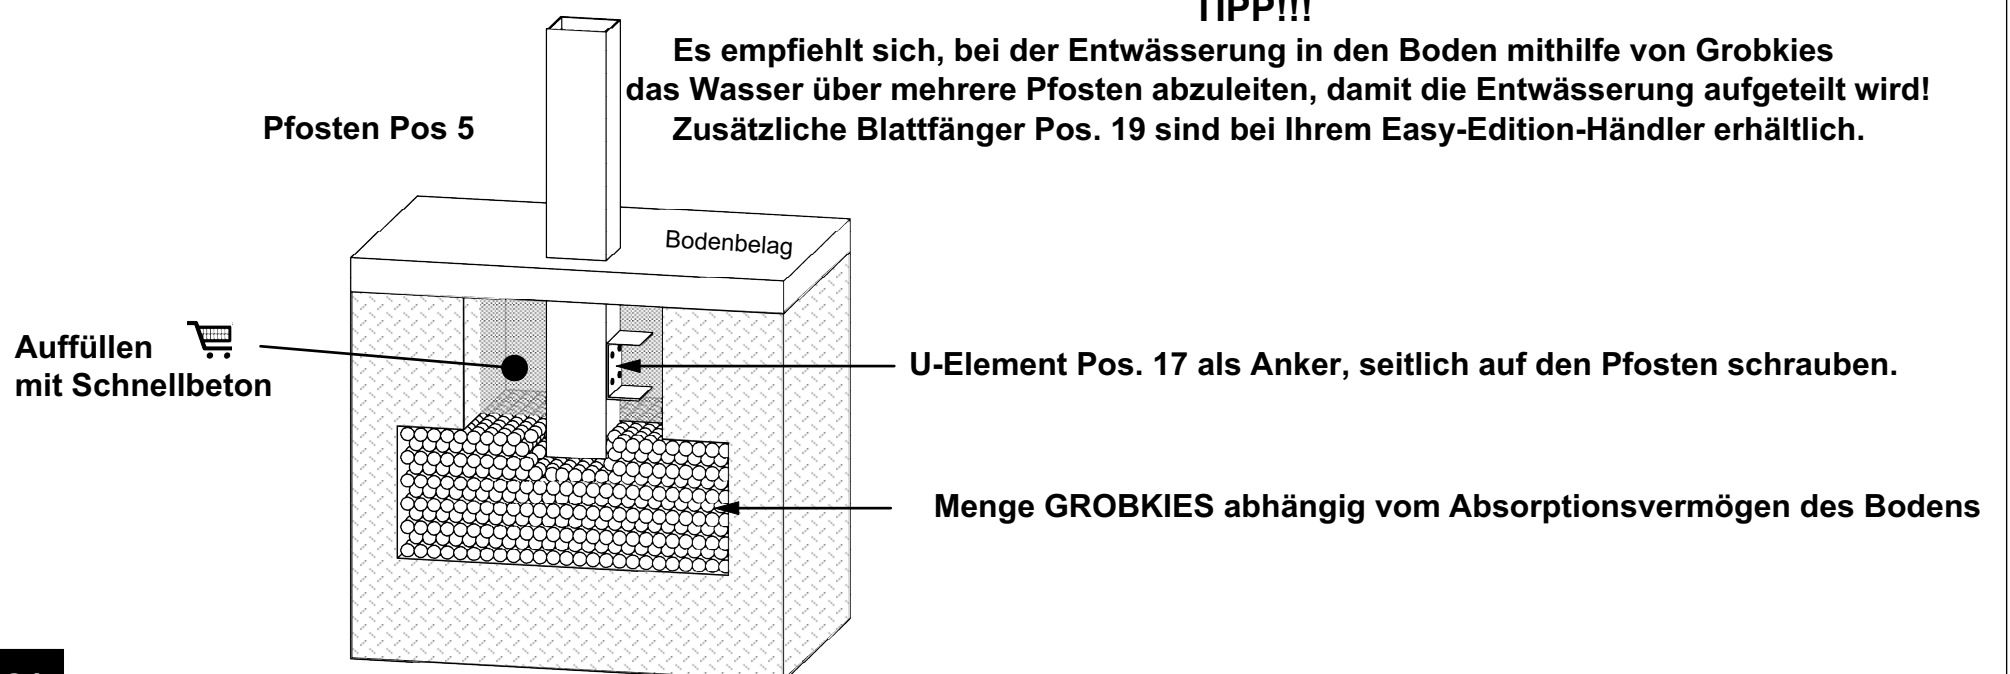 TIPP!!!
Es empfiehlt sich, bei der Entwässerung in den Boden mithilfe von Grobkies
das Wasser über mehrere Pfosten abzuleiten, damit die Entwässerung aufgeteilt wird!
Zusätzliche Blattfänger Pos. 19 sind bei Ihrem Easy-Edition-Händler erhältlich.
Pfosten Pos 5
Bodenbelag
Auffüllen
mit Schnellbeton
U-Element Pos. 17 als Anker, seitlich auf den Pfosten schrauben.
Menge GROBKIES abhängig vom Absorptionsvermögen des Bodens